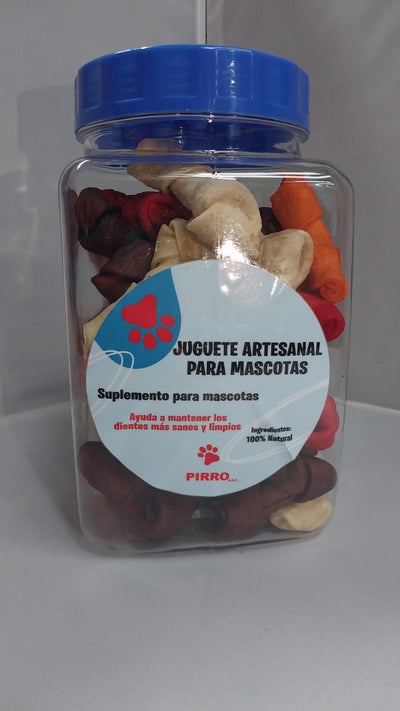 JUGUETE ARTESANAL
PARA MASCOTAS
Suplemento para mascotas
Ayuda a mantener los
dientes más sanos y limpios
Ingredientes:
100% Natural
PIRRO...